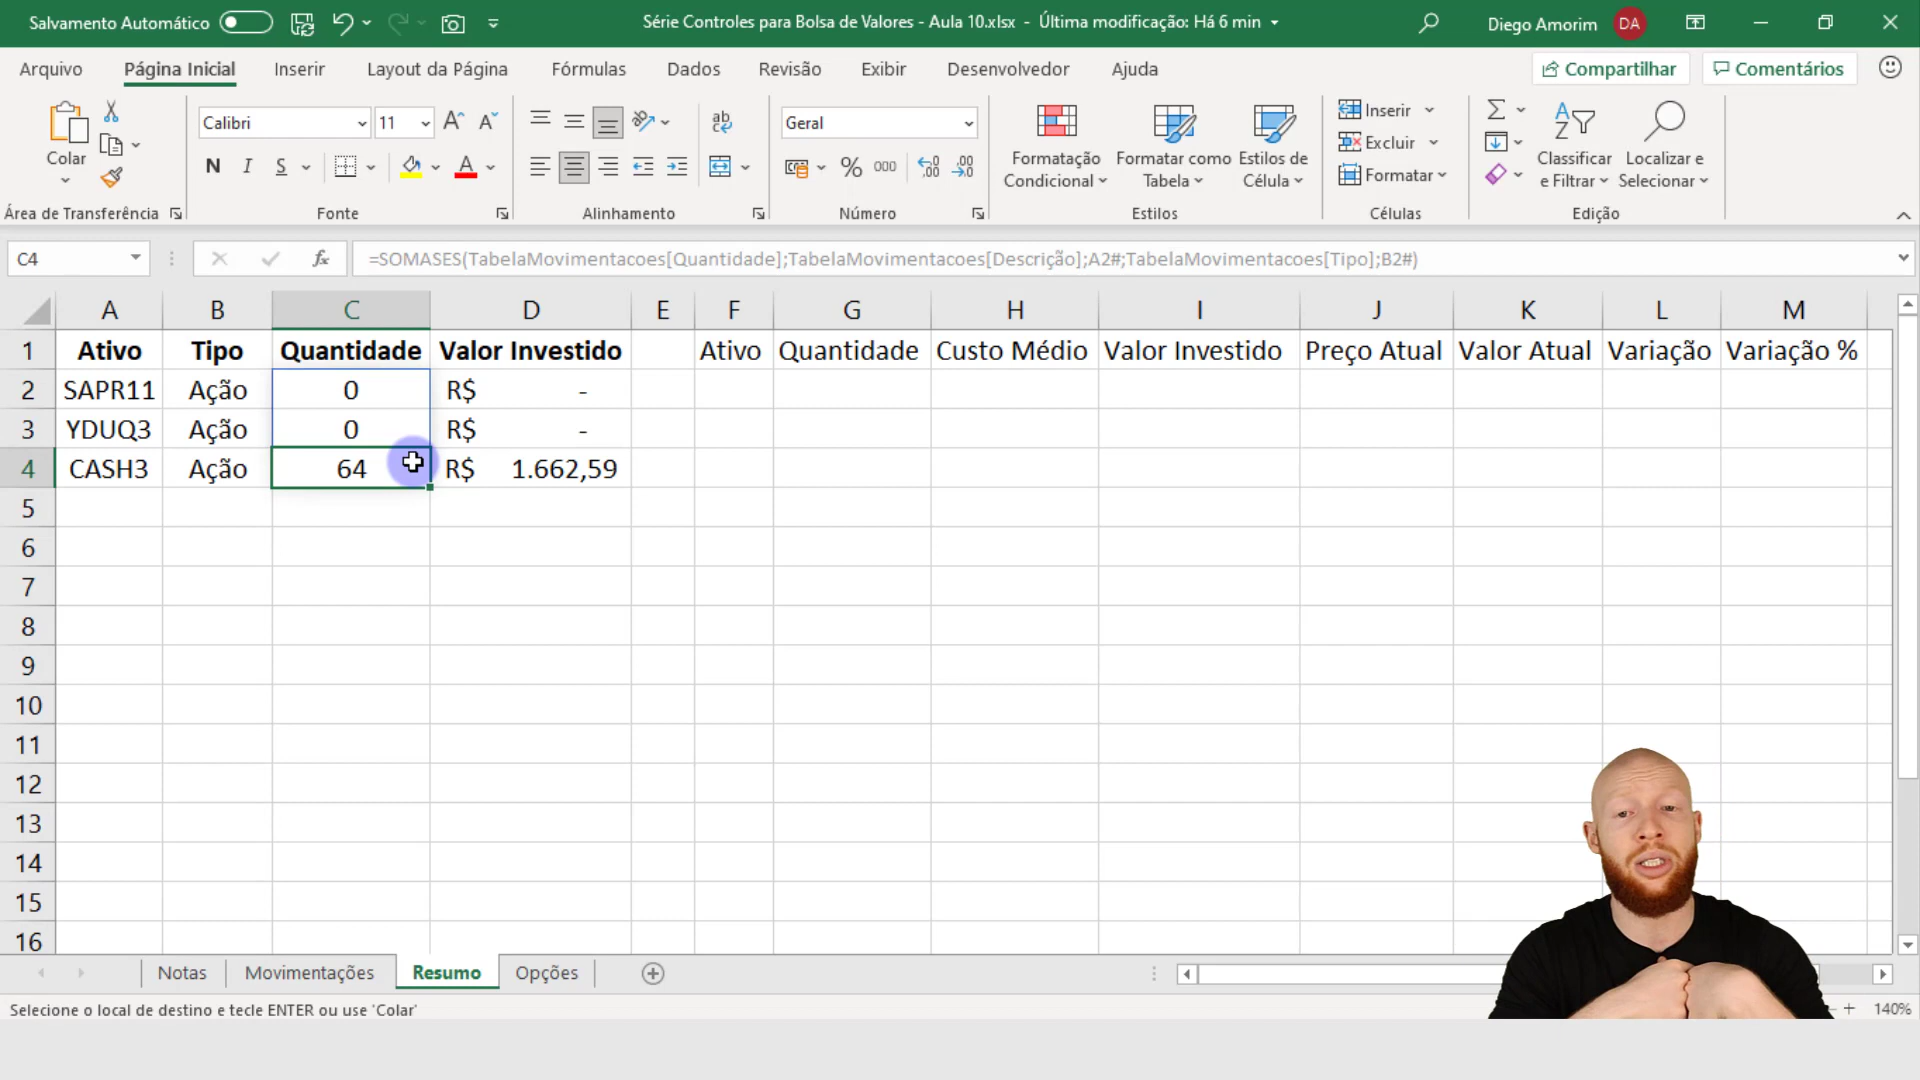 Salvamento Automático
Série Controles para Bolsa de Valores - Aula 10.xlsx - Última modificação: Há 6 min
Diego Amorim
DA
Arquivo
Página Inicial
Inserir
Layout da Página
Fórmulas
Dados
Revisão
Exibir
Desenvolvedor
Ajuda
Compartilhar
Comentários
Colar
Calibri
11
N I S
ab
Geral
% 000
Formatação Condicional
Formatar como Tabela
Estilos de Célula
Inserir
Excluir
Formatar
Classificar e Filtrar
Localizar e Selecionar
Área de Transferência
Fonte
Alinhamento
Número
Estilos
Células
Edição
C4
fx
=SOMASES(TabelaMovimentacoes[Quantidade];TabelaMovimentacoes[Descrição];A2#;TabelaMovimentacoes[Tipo];B2#)
A B C D E F G H I J K L M
1 Ativo Tipo Quantidade Valor Investido Ativo Quantidade Custo Médio Valor Investido Preço Atual Valor Atual Variação Variação %
2 SAPR11 Ação 0 R$ -
3 YDUQ3 Ação 0 R$ -
4 CASH3 Ação 64 R$ 1.662,59
5
6
7
8
9
10
11
12
13
14
15
16
Notas
Movimentações
Resumo
Opções
Selecione o local de destino e tecle ENTER ou use 'Colar'
140%